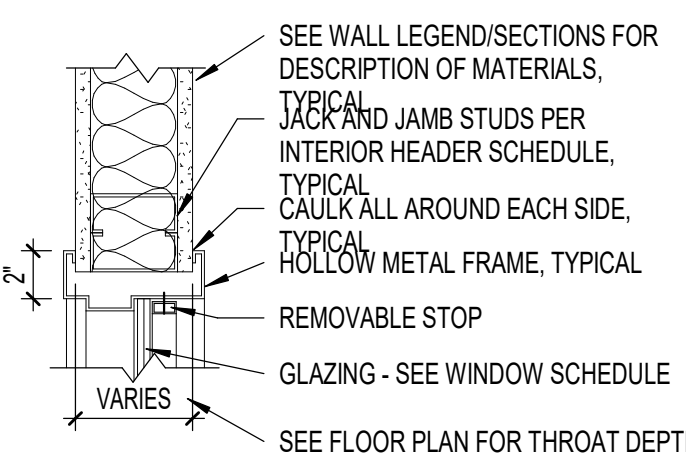 SEE WALL LEGEND/SECTIONS FOR
DESCRIPTION OF MATERIALS,
TYPICAL
JACK AND JAMB STUDS PER
INTERIOR HEADER SCHEDULE,
TYPICAL
CAULK ALL AROUND EACH SIDE,
TYPICAL
HOLLOW METAL FRAME, TYPICAL
2"
REMOVABLE STOP
GLAZING - SEE WINDOW SCHEDULE
VARIES
SEE FLOOR PLAN FOR THROAT DEPT